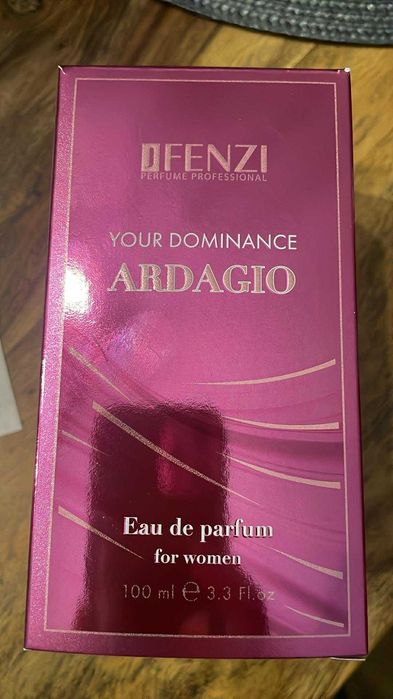 JFENZI
PERFUME PROFESSIONAL
YOUR DOMINANCE
ARDAGIO
Eau de parfum
for women
100 ml ℮ 3.3 Fl.oz